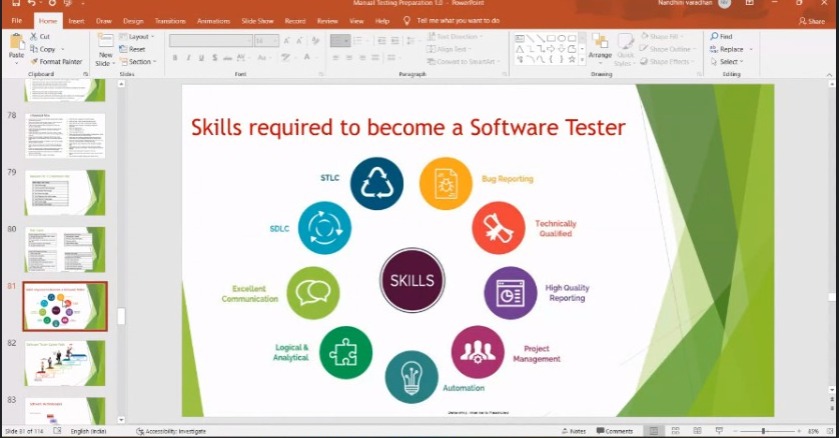 Manual Testing Preparation 1.0 - PowerPoint
Nandhini varadhan
File Home Insert Draw Design Transitions Animations Slide Show Record Review View Help Tell me what you want to do
Share
Cut
Copy
Format Painter
Paste
Clipboard
New
Slide
Layout
Reset
Section
Slides
Font
Text Direction
Align Text
Convert to SmartArt
Paragraph
Arrange
Quick
Styles
Shape Fill
Shape Outline
Shape Effects
Drawing
Find
Replace
Select
Editing
78
79
80
81
82
83
Skills required to become a Software Tester
STLC
Bug Reporting
SDLC
Technically
Qualified
SKILLS
Excellent
Communication
High Quality
Reporting
Logical &
Analytical
Project
Management
Automation
Slide 81 of 114
English (India)
Accessibility: Investigate
Notes
Comments
83%